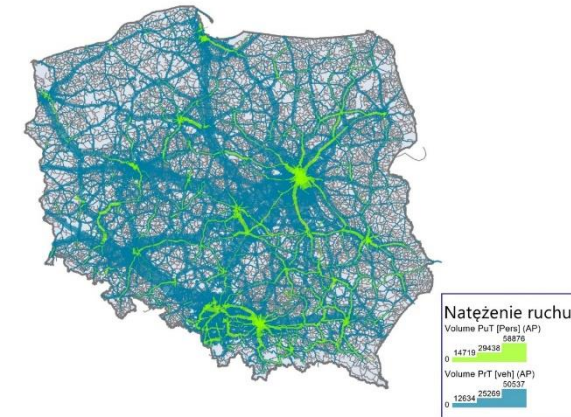 Natężenie ruchu
Volume PuT [Pers] (AP)
0 14719 29438 58876
Volume PrT [veh] (AP)
0 12634 25269 50537